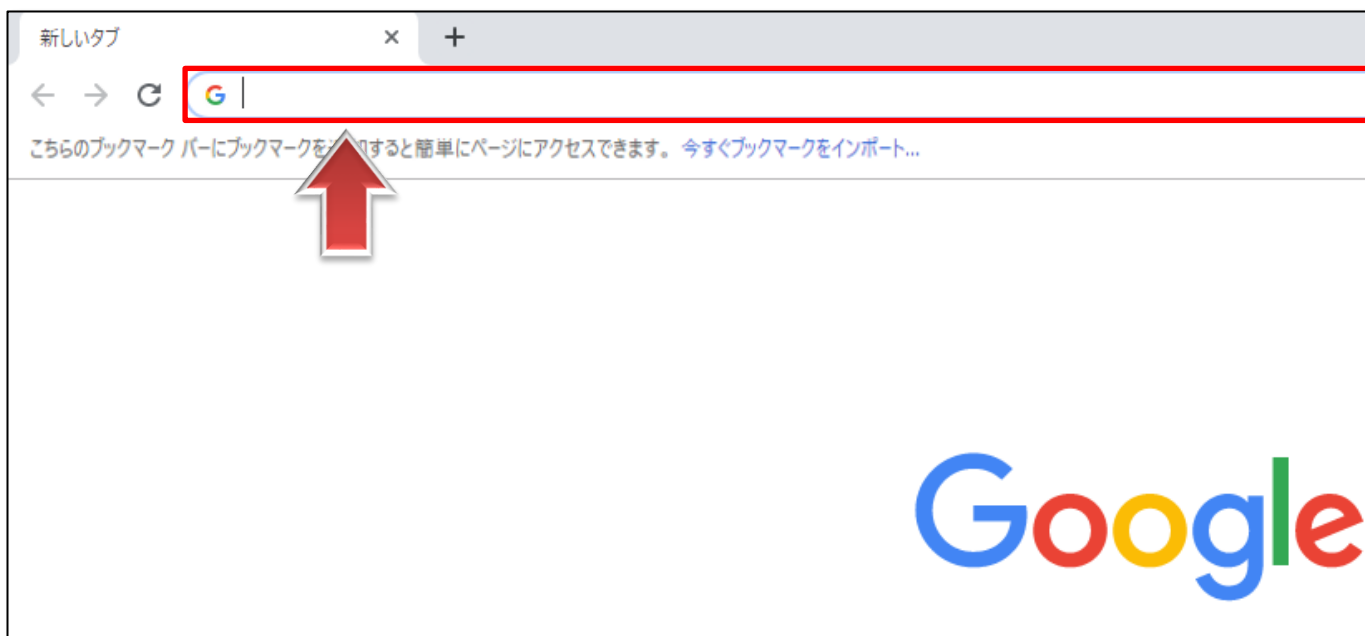 新しいタブ
こちらのブックマーク バーにブックマークを すると簡単にページにアクセスできます。 今すぐブックマークをインポート...
Google